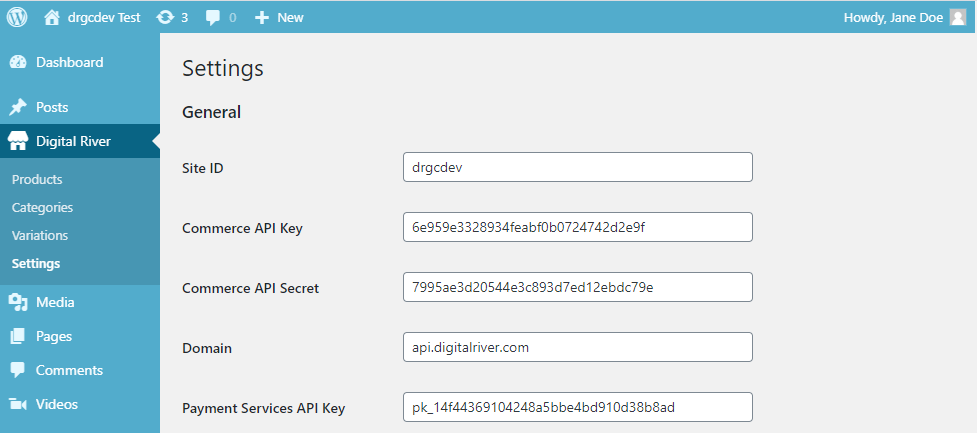 drgcdev Test 3 0 New Howdy, Jane Doe
Dashboard
Posts
Digital River
Products
Categories
Variations
Settings
Media
Pages
Comments
Videos
Settings
General
Site ID drgcdev
Commerce API Key 6e959e3328934feabf0b0724742d2e9f
Commerce API Secret 7995ae3d20544e3c893d7ed12ebdc79e
Domain api.digitalriver.com
Payment Services API Key pk_14f44369104248a5bbe4bd910d38b8ad